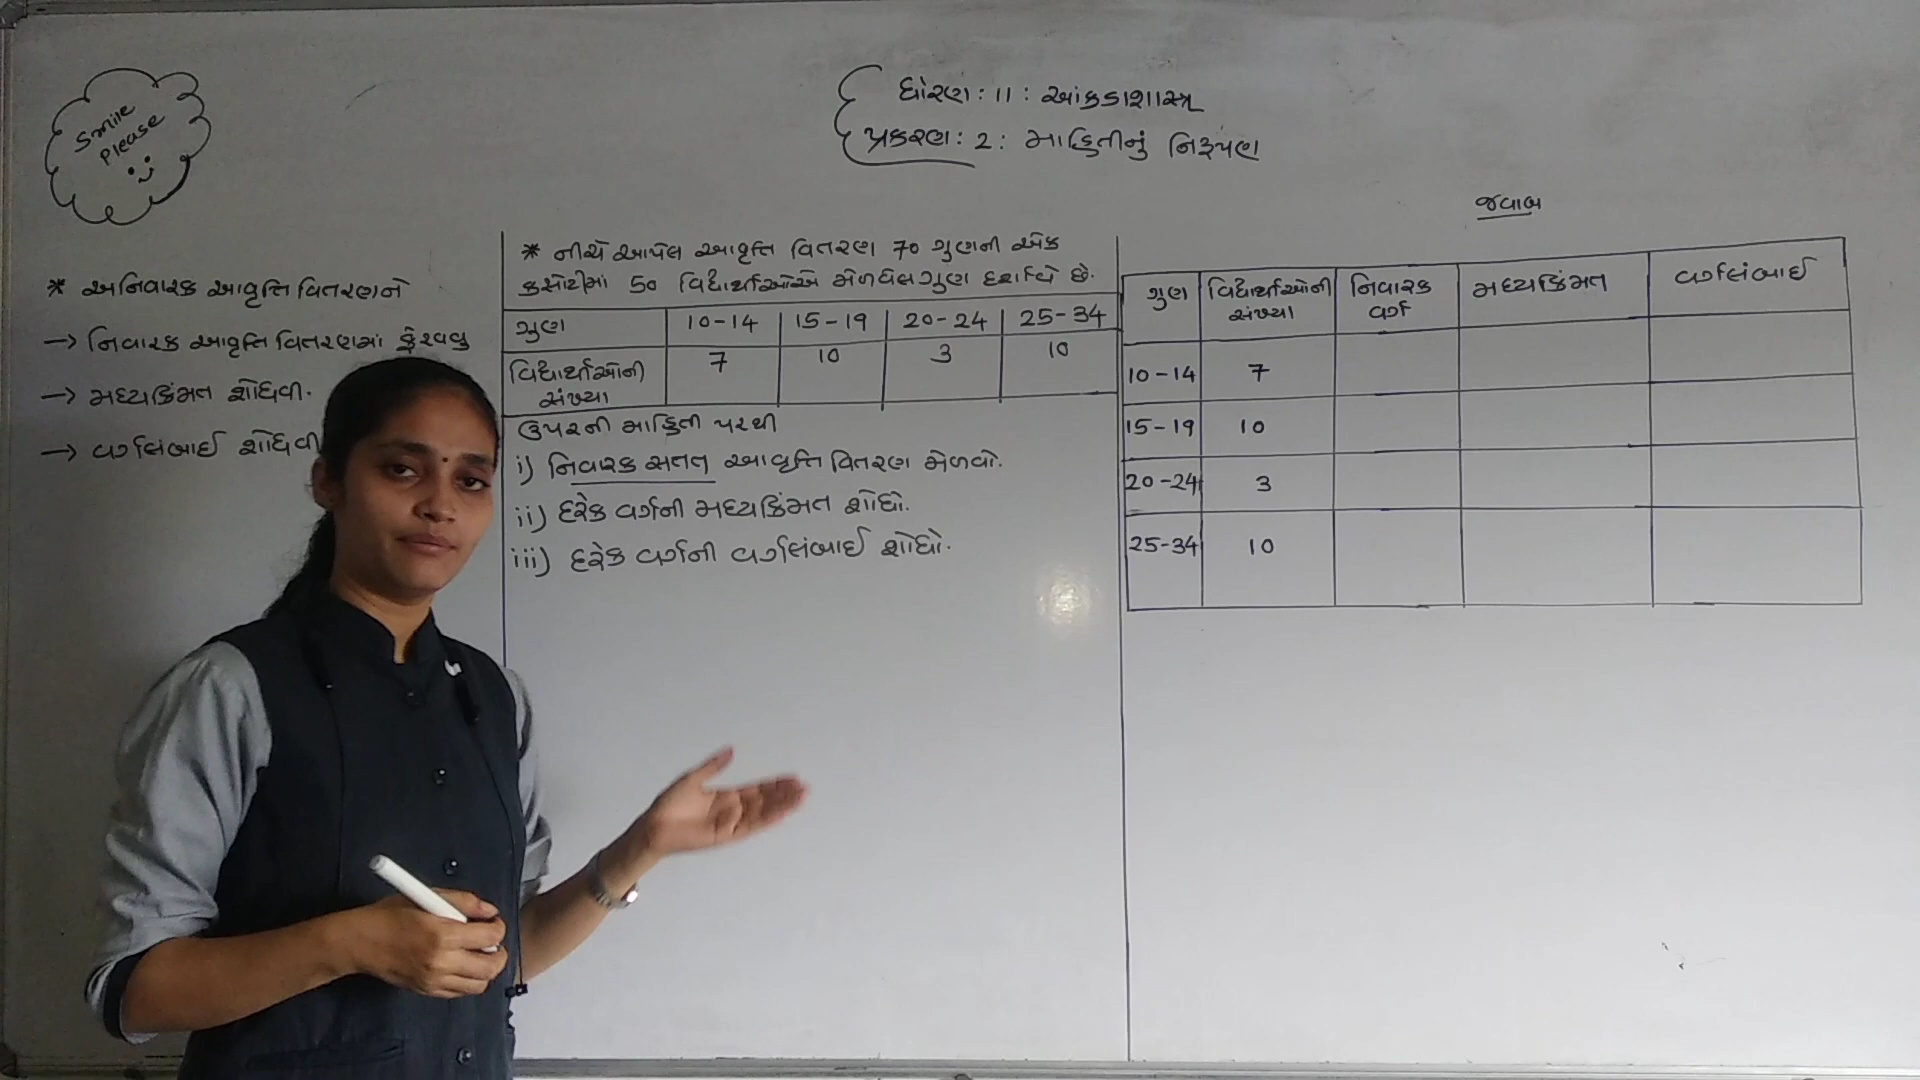 Smile
Please
ધોરણ : 11 : આંકડાશાસ્ત્ર
પ્રકરણ : 2 : માહિતીનું નિરૂપણ
* અનિવારક આવૃત્તિ વિતરણને
→ નિવારક આવૃત્તિ વિતરણમાં ફેરવવુ
→ મધ્યકિંમત શોધવી.
→ વર્ગલંબાઈ શોધવી
* નીચે આપેલ આવૃત્તિ વિતરણ 70 ગુણની એક
કસોટીમાં 50 વિદ્યાર્થીઓએ મેળવેલ ગુણ દર્શાવે છે.
ગુણ 10-14 15-19 20-24 25-34
વિદ્યાર્થીઓની સંખ્યા 7 10 3 10
ઉપરની માહિતી પરથી
i) નિવારક સતત આવૃત્તિ વિતરણ મેળવો.
ii) દરેક વર્ગની મધ્યકિંમત શોધો.
iii) દરેક વર્ગની વર્ગલંબાઈ શોધો.
જવાબ
ગુણ વિદ્યાર્થીઓની સંખ્યા નિવારક વર્ગ મધ્યકિંમત વર્ગલંબાઈ
10-14 7
15-19 10
20-24 3
25-34 10